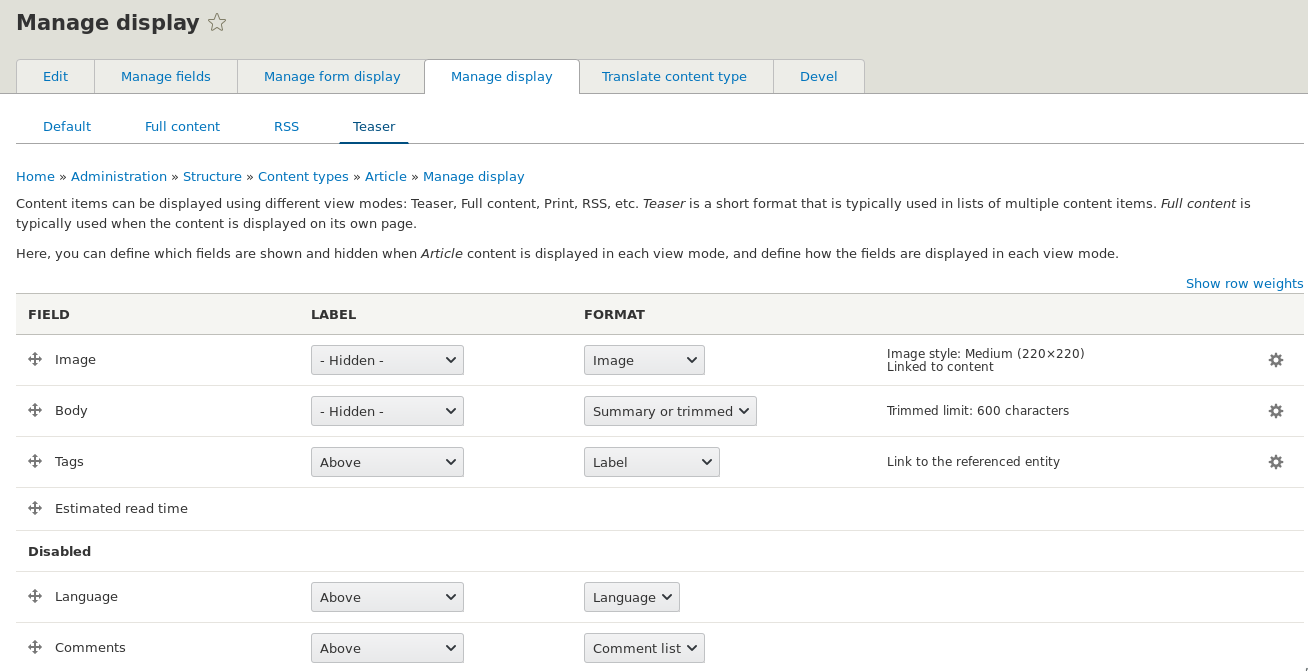 Manage display
Edit Manage fields Manage form display Manage display Translate content type Devel
Default Full content RSS Teaser
Home » Administration » Structure » Content types » Article » Manage display
Content items can be displayed using different view modes: Teaser, Full content, Print, RSS, etc. Teaser is a short format that is typically used in lists of multiple content items. Full content is
typically used when the content is displayed on its own page.
Here, you can define which fields are shown and hidden when Article content is displayed in each view mode, and define how the fields are displayed in each view mode.
Show row weights
FIELD LABEL FORMAT
Image - Hidden - Image Image style: Medium (220×220)
Linked to content
Body - Hidden - Summary or trimmed Trimmed limit: 600 characters
Tags Above Label Link to the referenced entity
Estimated read time
Disabled
Language Above Language
Comments Above Comment list